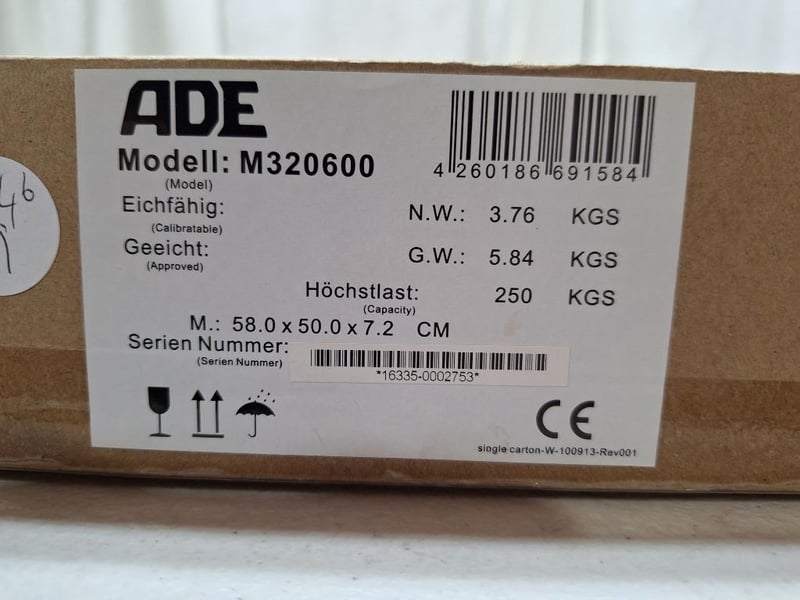 ADE
Modell: M320600
(Model)
4 260186 691584
Eichfähig:
(Calibratable)
N.W.: 3.76 KGS
Geeicht:
(Approved)
G.W.: 5.84 KGS
Höchstlast: 250 KGS
(Capacity)
M.: 58.0 x 50.0 x 7.2 CM
Serien Nummer:
(Serien Nummer)
*16335-0002753*
CE
single carton-W-100913-Rev001